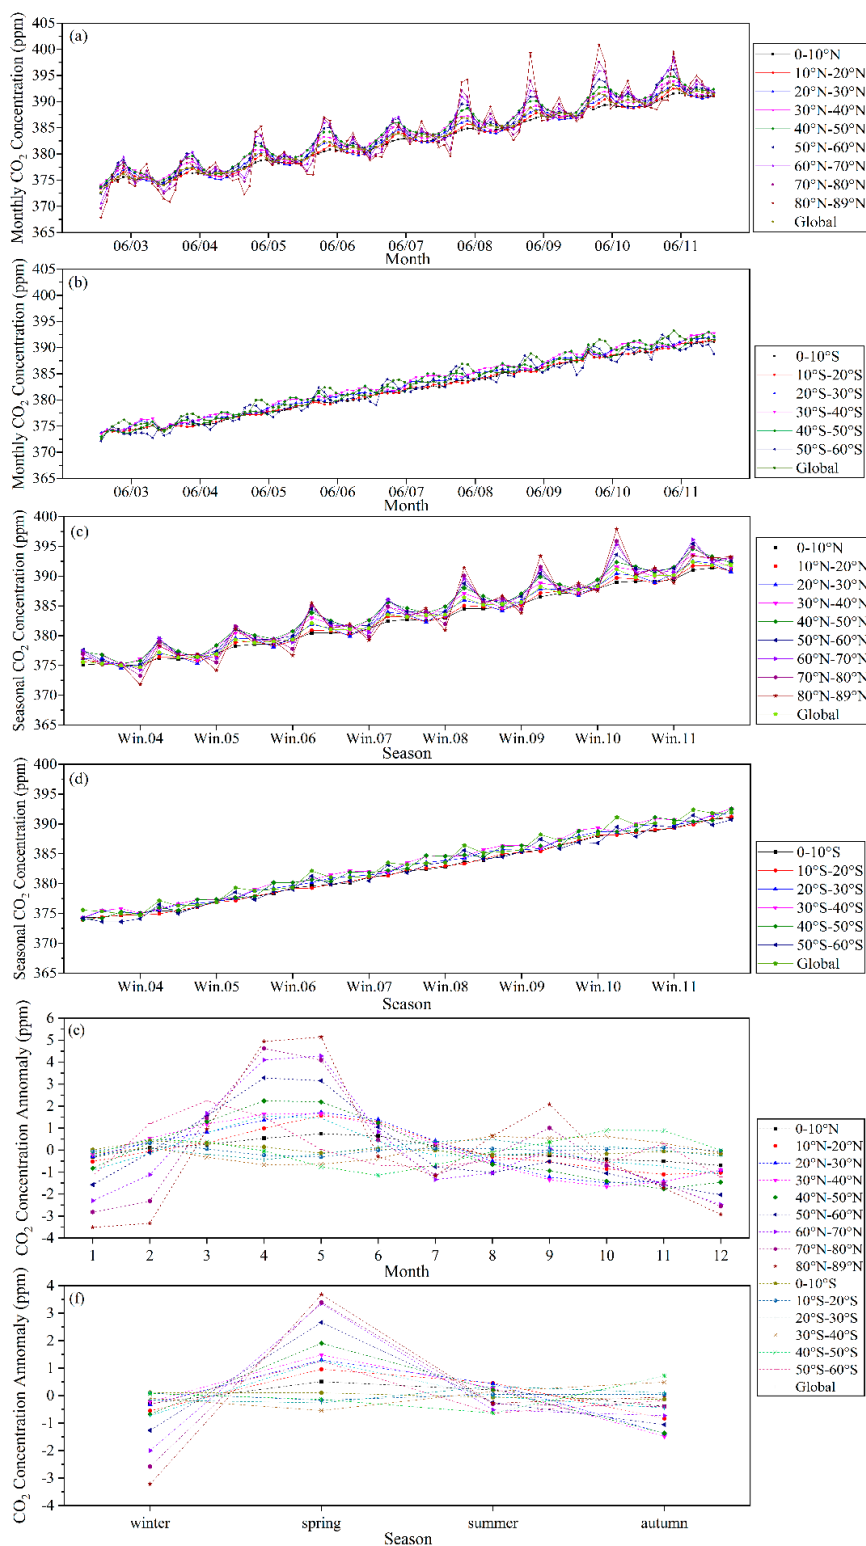 (a)
Monthly CO2 Concentration (ppm)
405
400
395
390
385
380
375
370
365
06/03 06/04 06/05 06/06 06/07 06/08 06/09 06/10 06/11
Month
0-10°N
10°N-20°N
20°N-30°N
30°N-40°N
40°N-50°N
50°N-60°N
60°N-70°N
70°N-80°N
80°N-89°N
Global
(b)
Monthly CO2 Concentration (ppm)
405
400
395
390
385
380
375
370
365
06/03 06/04 06/05 06/06 06/07 06/08 06/09 06/10 06/11
Month
0-10°S
10°S-20°S
20°S-30°S
30°S-40°S
40°S-50°S
50°S-60°S
Global
(c)
Seasonal CO2 Concentration (ppm)
400
395
390
385
380
375
370
365
Win.04 Win.05 Win.06 Win.07 Win.08 Win.09 Win.10 Win.11
Season
0-10°N
10°N-20°N
20°N-30°N
30°N-40°N
40°N-50°N
50°N-60°N
60°N-70°N
70°N-80°N
80°N-89°N
Global
(d)
Seasonal CO2 Concentration (ppm)
400
395
390
385
380
375
370
365
Win.04 Win.05 Win.06 Win.07 Win.08 Win.09 Win.10 Win.11
Season
0-10°S
10°S-20°S
20°S-30°S
30°S-40°S
40°S-50°S
50°S-60°S
Global
(e)
CO2 Concentration Annomaly (ppm)
6
5
4
3
2
1
0
-1
-2
-3
-4
1 2 3 4 5 6 7 8 9 10 11 12
Month
0-10°N
10°N-20°N
20°N-30°N
30°N-40°N
40°N-50°N
50°N-60°N
60°N-70°N
70°N-80°N
80°N-89°N
0-10°S
10°S-20°S
20°S-30°S
30°S-40°S
40°S-50°S
50°S-60°S
Global
(f)
CO2 Concentration Annomaly (ppm)
4
3
2
1
0
-1
-2
-3
-4
winter spring summer autumn
Season